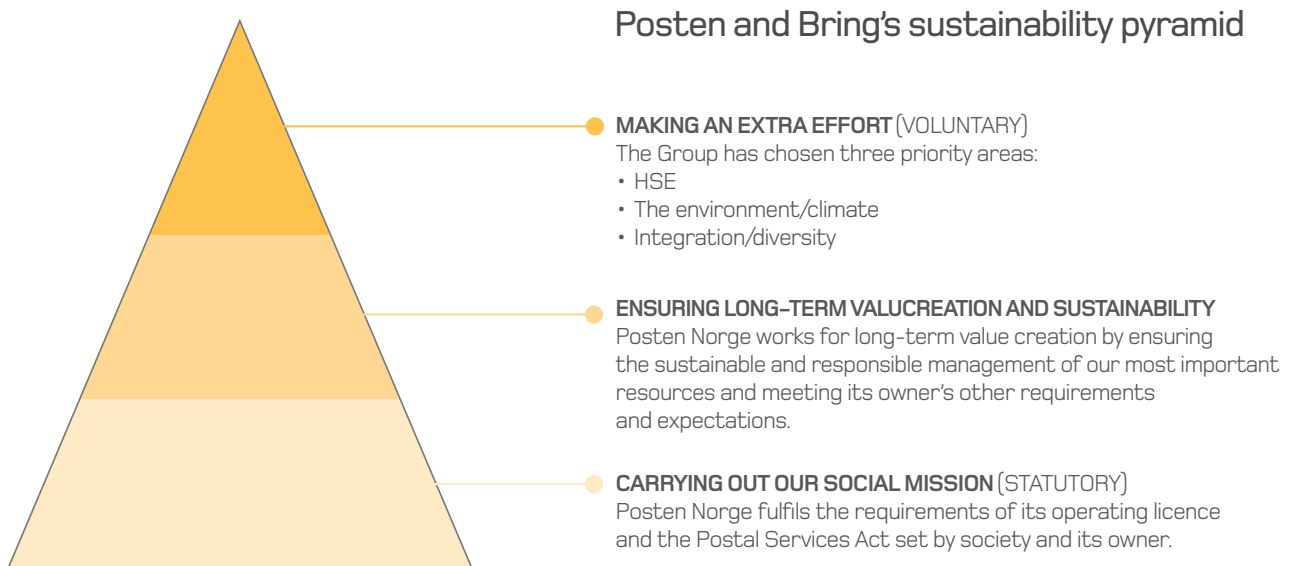 Posten and Bring's sustainability pyramid
MAKING AN EXTRA EFFORT (VOLUNTARY)
The Group has chosen three priority areas:
• HSE
• The environment/climate
• Integration/diversity
ENSURING LONG-TERM VALUCREATION AND SUSTAINABILITY
Posten Norge works for long-term value creation by ensuring
the sustainable and responsible management of our most important
resources and meeting its owner's other requirements
and expectations.
CARRYING OUT OUR SOCIAL MISSION (STATUTORY)
Posten Norge fulfils the requirements of its operating licence
and the Postal Services Act set by society and its owner.